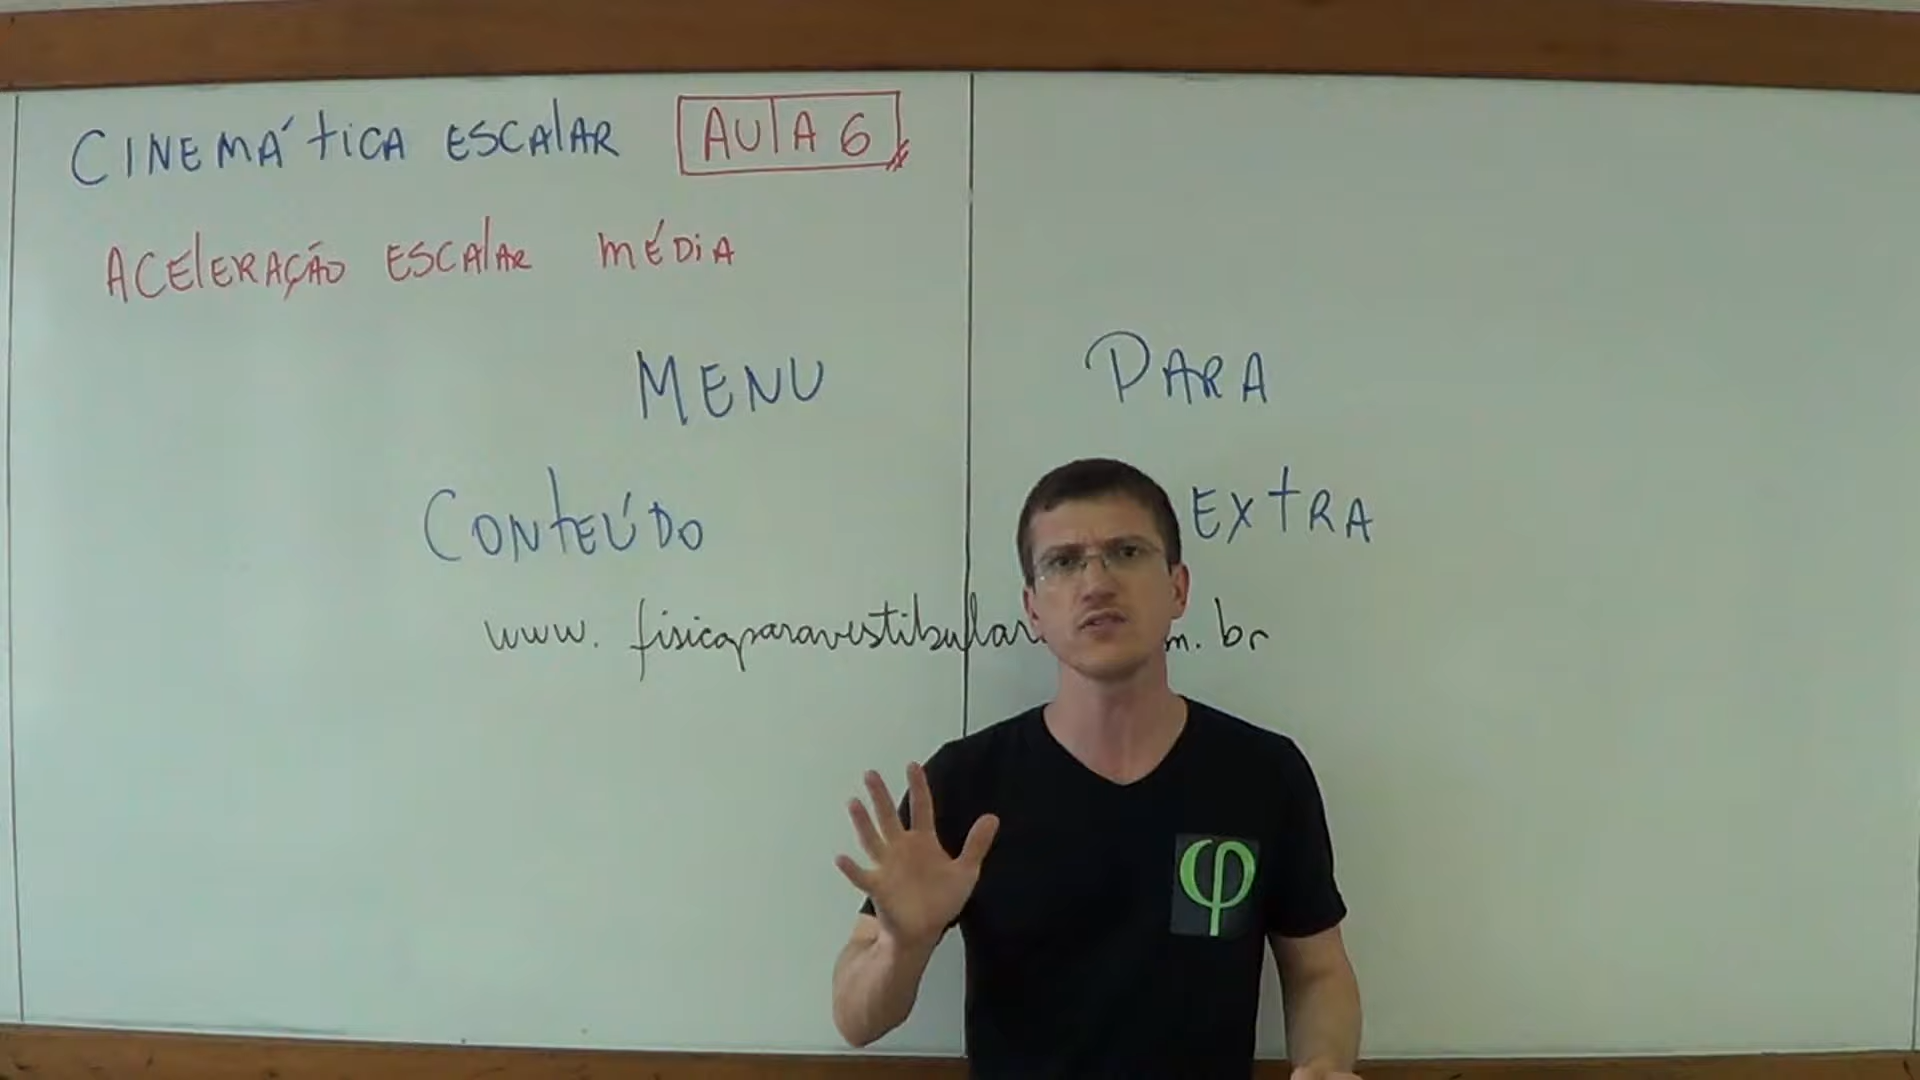 CINEMÁTICA ESCALAR AULA 6
ACELERAÇÃO ESCALAR MÉDIA
MENU PARA
CONTEÚDO EXTRA
www.fisicaparavestibular m.br
φ